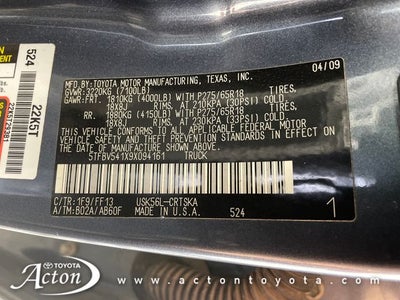 MFD. BY: TOYOTA MOTOR MANUFACTURING, TEXAS, INC. 04/09
GVWR: 3220KG (7100LB)
GAWR: FRT. 1810KG (4000LB) WITH P275/65R18 TIRES,
18X8J RIMS, AT 210KPA (30PSI) COLD.
RR. 1880KG (4150LB) WITH P275/65R18 TIRES,
18X8J RIMS, AT 220KPA (33PSI) COLD.
THIS VEHICLE CONFORMS TO ALL APPLICABLE
FEDERAL MOTOR VEHICLE SAFETY AND THEFT
PREVENTION STANDARDS IN EFFECT ON THE
DATE OF MANUFACTURE SHOWN ABOVE.
5TFBV541X9X094161 TRUCK
C/TR: 1F9/FF13 USK56L-CRTSKA
A/TM: B02A/AB60F MADE IN U.S.A. 524 1
524
22K5T
TOYOTA
Acton
www.actontoyota.com